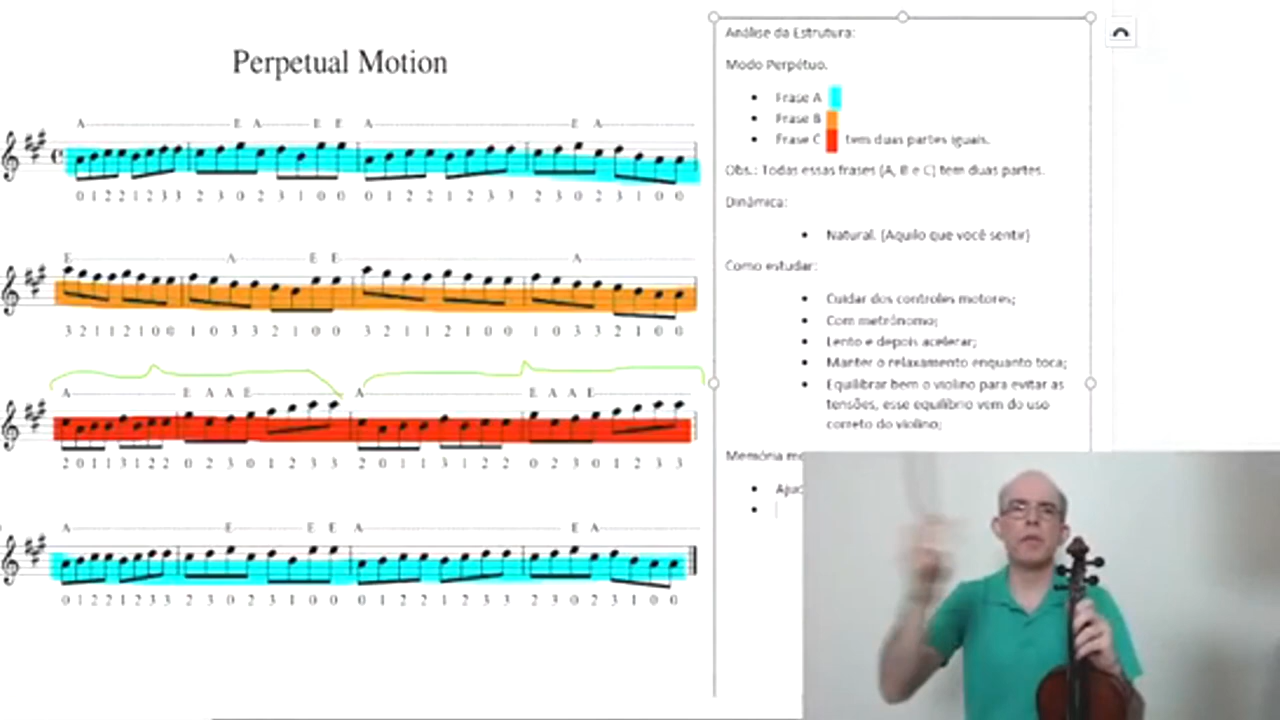 Perpetual Motion
A E A E E A E A
0 1 2 2 1 2 3 3 2 3 0 2 3 1 0 0 0 1 2 2 1 2 3 3 2 3 0 2 3 1 0 0
E A E E A
3 2 1 1 2 1 0 0 1 0 3 3 2 1 0 0 3 2 1 1 2 1 0 0 1 0 3 3 2 1 0 0
A E A A E A E A A E
2 0 1 1 3 1 2 2 0 2 3 0 1 2 3 3 2 0 1 1 3 1 2 2 0 2 3 0 1 2 3 3
A E E E A E A
0 1 2 2 1 2 3 3 2 3 0 2 3 1 0 0 0 1 2 2 1 2 3 3 2 3 0 2 3 1 0 0
Análise da Estrutura:
Modo Perpétuo.
• Frase A
• Frase B
• Frase C tem duas partes iguais.
Obs.: Todas essas frases (A, B e C) tem duas partes.
Dinâmica:
• Natural. (Aquilo que você sentir)
Como estudar:
• Cuidar dos controles motores;
• Com metrônomo;
• Lento e depois acelerar;
• Manter o relaxamento enquanto toca;
• Equilibrar bem o violino para evitar as
tensões, esse equilíbrio vem do uso
correto do violino;
Memória